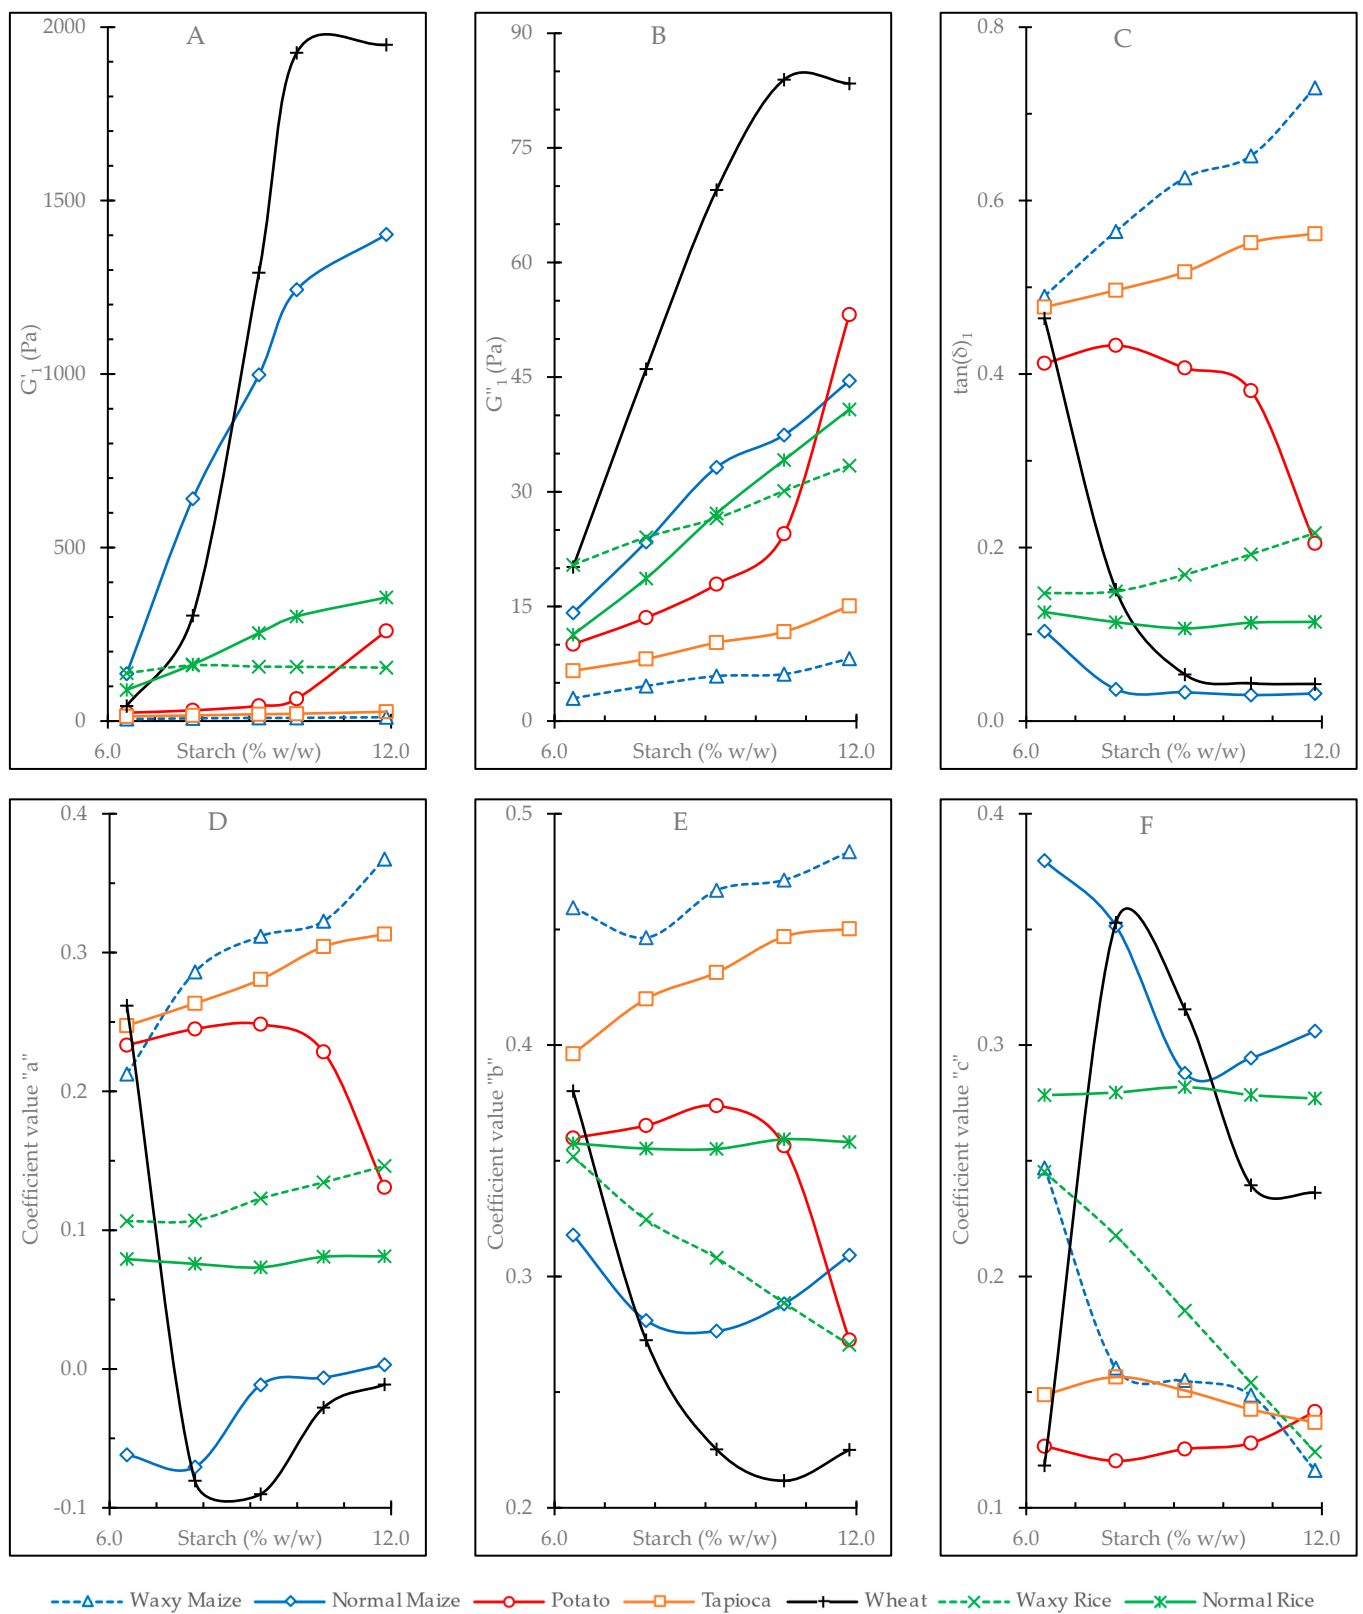 A
2000
1500
1000
500
0
G'1 (Pa)
6.0 Starch (% w/w) 12.0
B
90
75
60
45
30
15
0
G"1 (Pa)
6.0 Starch (% w/w) 12.0
C
0.8
0.6
0.4
0.2
0.0
tan(δ)1
6.0 Starch (% w/w) 12.0
D
0.4
0.3
0.2
0.1
0.0
-0.1
Coefficient value "a"
6.0 Starch (% w/w) 12.0
E
0.5
0.4
0.3
0.2
Coefficient value "b"
6.0 Starch (% w/w) 12.0
F
0.4
0.3
0.2
0.1
Coefficient value "c"
6.0 Starch (% w/w) 12.0
Waxy Maize Normal Maize Potato Tapioca Wheat Waxy Rice Normal Rice